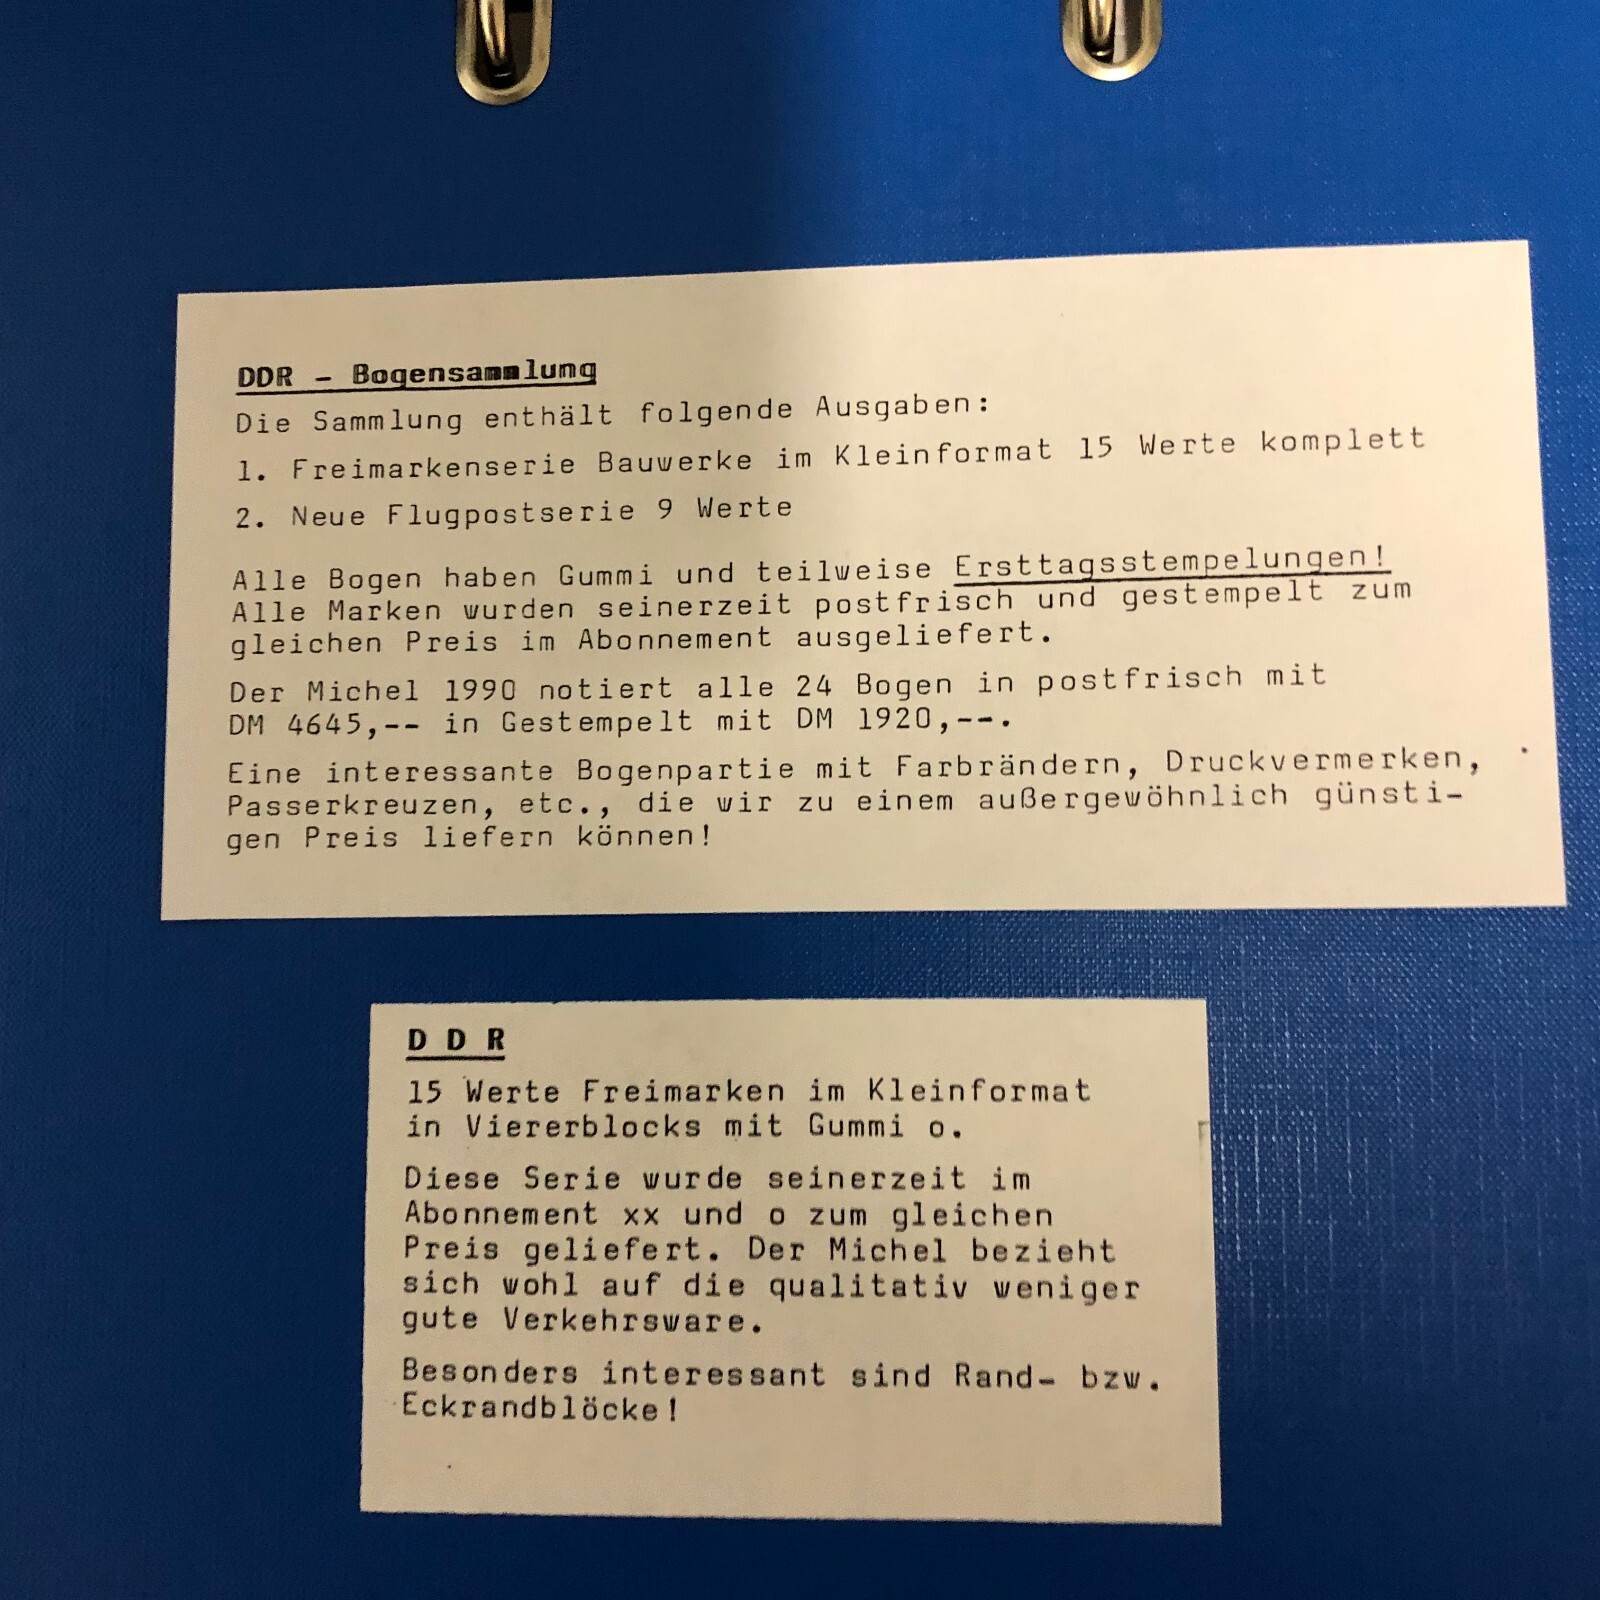 DDR - Bogensammlung
Die Sammlung enthält folgende Ausgaben:
1. Freimarkenserie Bauwerke im Kleinformat 15 Werte komplett
2. Neue Flugpostserie 9 Werte
Alle Bogen haben Gummi und teilweise Ersttagsstempelungen!
Alle Marken wurden seinerzeit postfrisch und gestempelt zum
gleichen Preis im Abonnement ausgeliefert.
Der Michel 1990 notiert alle 24 Bogen in postfrisch mit
DM 4645,-- in Gestempelt mit DM 1920,--.
Eine interessante Bogenpartie mit Farbrändern, Druckvermerken,
Passerkreuzen, etc., die wir zu einem außergewöhnlich günsti-
gen Preis liefern können!
D D R
15 Werte Freimarken im Kleinformat
in Viererblocks mit Gummi o.
Diese Serie wurde seinerzeit im
Abonnement xx und o zum gleichen
Preis geliefert. Der Michel bezieht
sich wohl auf die qualitativ weniger
gute Verkehrsware.
Besonders interessant sind Rand- bzw.
Eckrandblöcke!